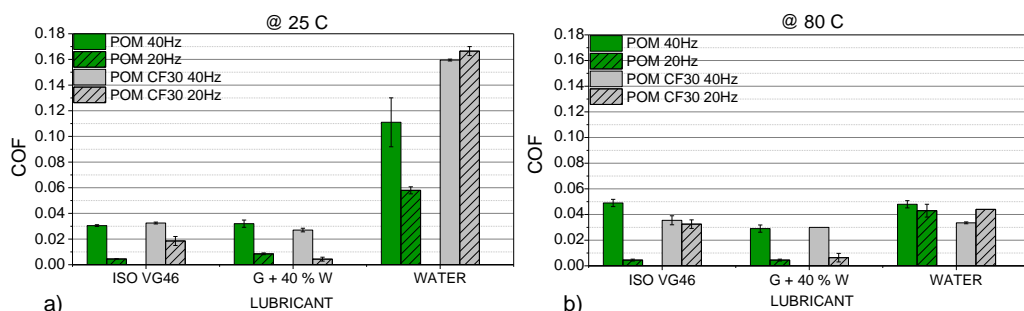 @ 25 C
0.18
0.16
0.14
0.12
0.10
0.08
0.06
0.04
0.02
0.00
COF
POM 40Hz
POM 20Hz
POM CF30 40Hz
POM CF30 20Hz
ISO VG46
G + 40 % W
WATER
LUBRICANT
a)
@ 80 C
0.18
0.16
0.14
0.12
0.10
0.08
0.06
0.04
0.02
0.00
COF
POM 40Hz
POM 20Hz
POM CF30 40Hz
POM CF30 20Hz
ISO VG46
G + 40 % W
WATER
LUBRICANT
b)